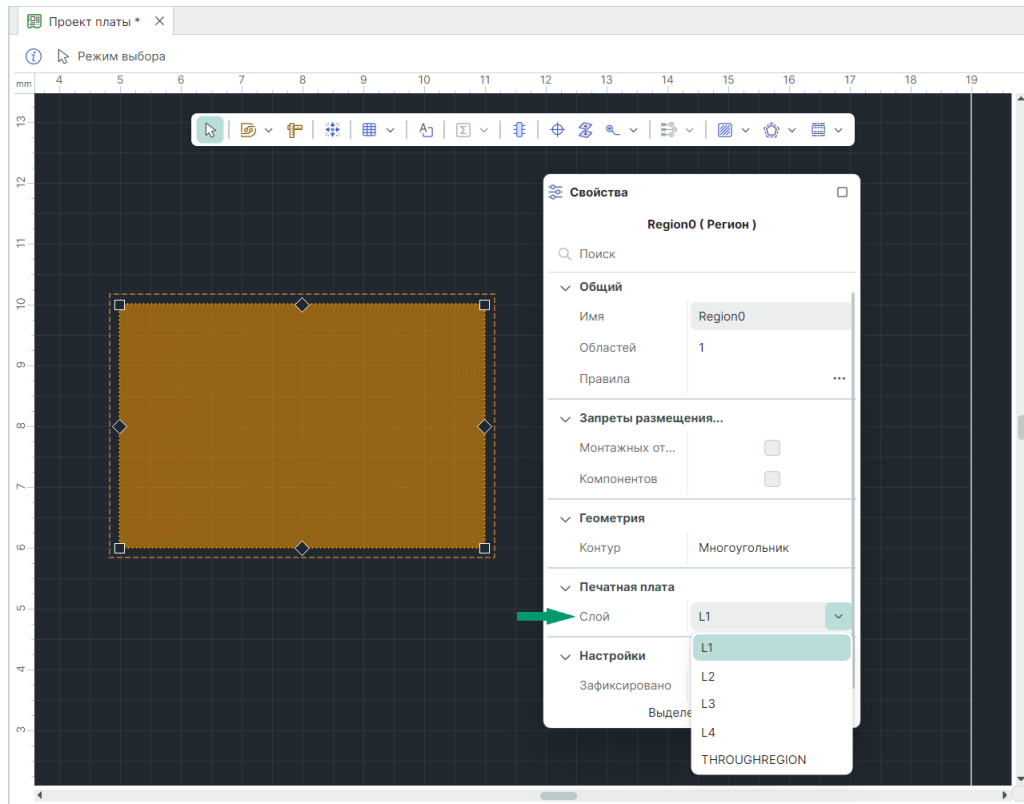 Проект платы *
Режим выбора
mm 4 5 6 7 8 9 10 11 12 13 14 15 16 17 18 19
13
12
11
10
9
8
7
6
5
4
3
Свойства
Region0 ( Регион )
Поиск
Общий
Имя Region0
Областей 1
Правила ...
Запреты размещения...
Монтажных от...
Компонентов
Геометрия
Контур Многоугольник
Печатная плата
Слой L1
L1
Настройки
L2
Зафиксировано
L3
Выделе
L4
THROUGHREGION